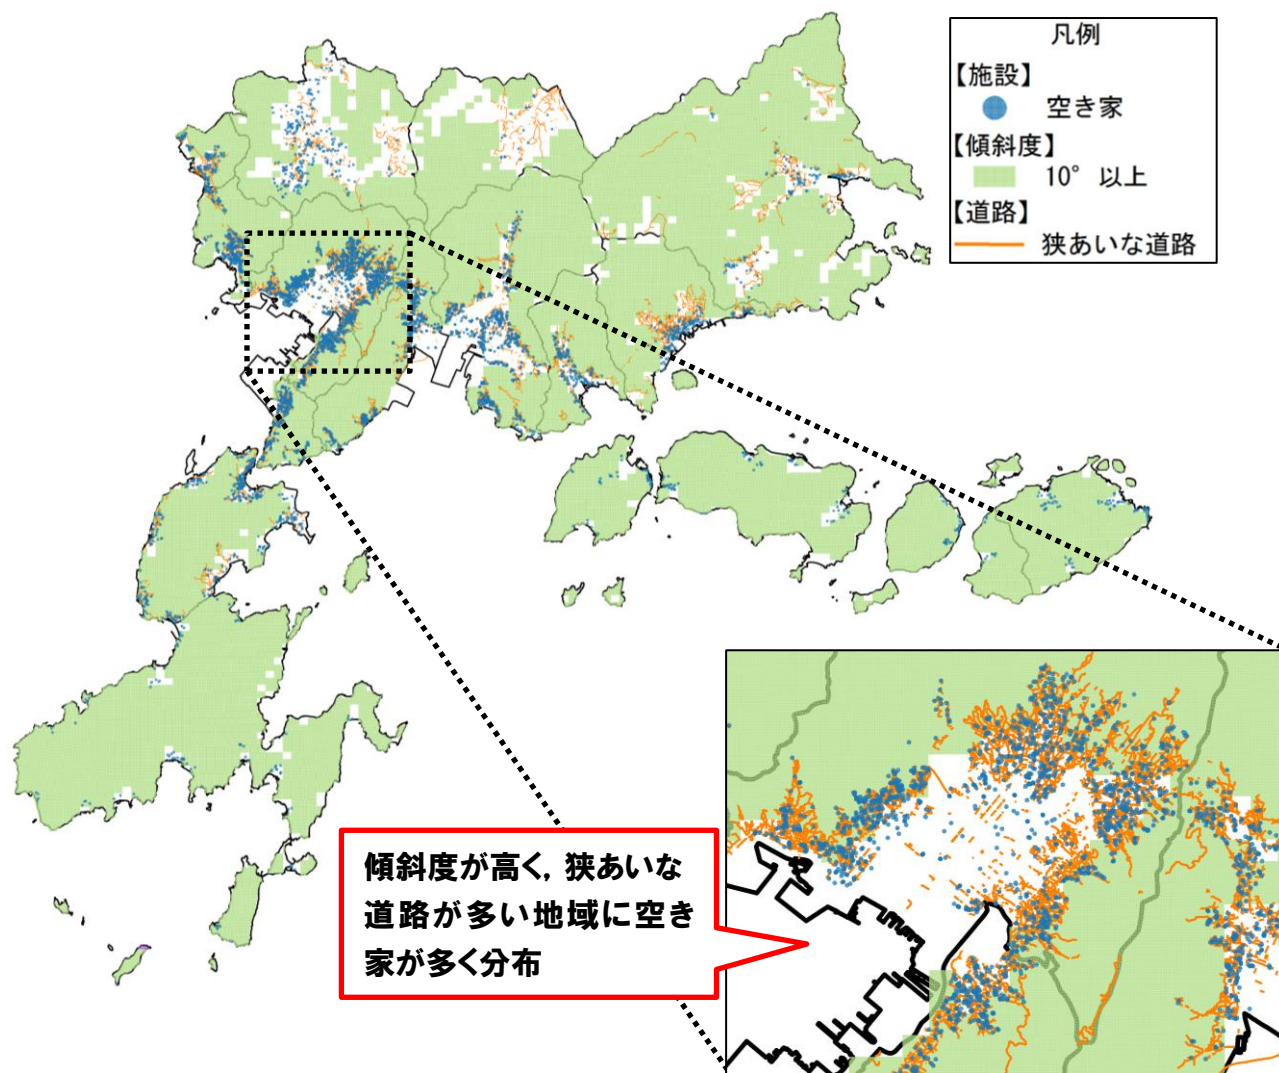 凡例
【施設】
空き家
【傾斜度】
10° 以上
【道路】
狭あいな道路
傾斜度が高く, 狭あいな
道路が多い地域に空き
家が多く分布